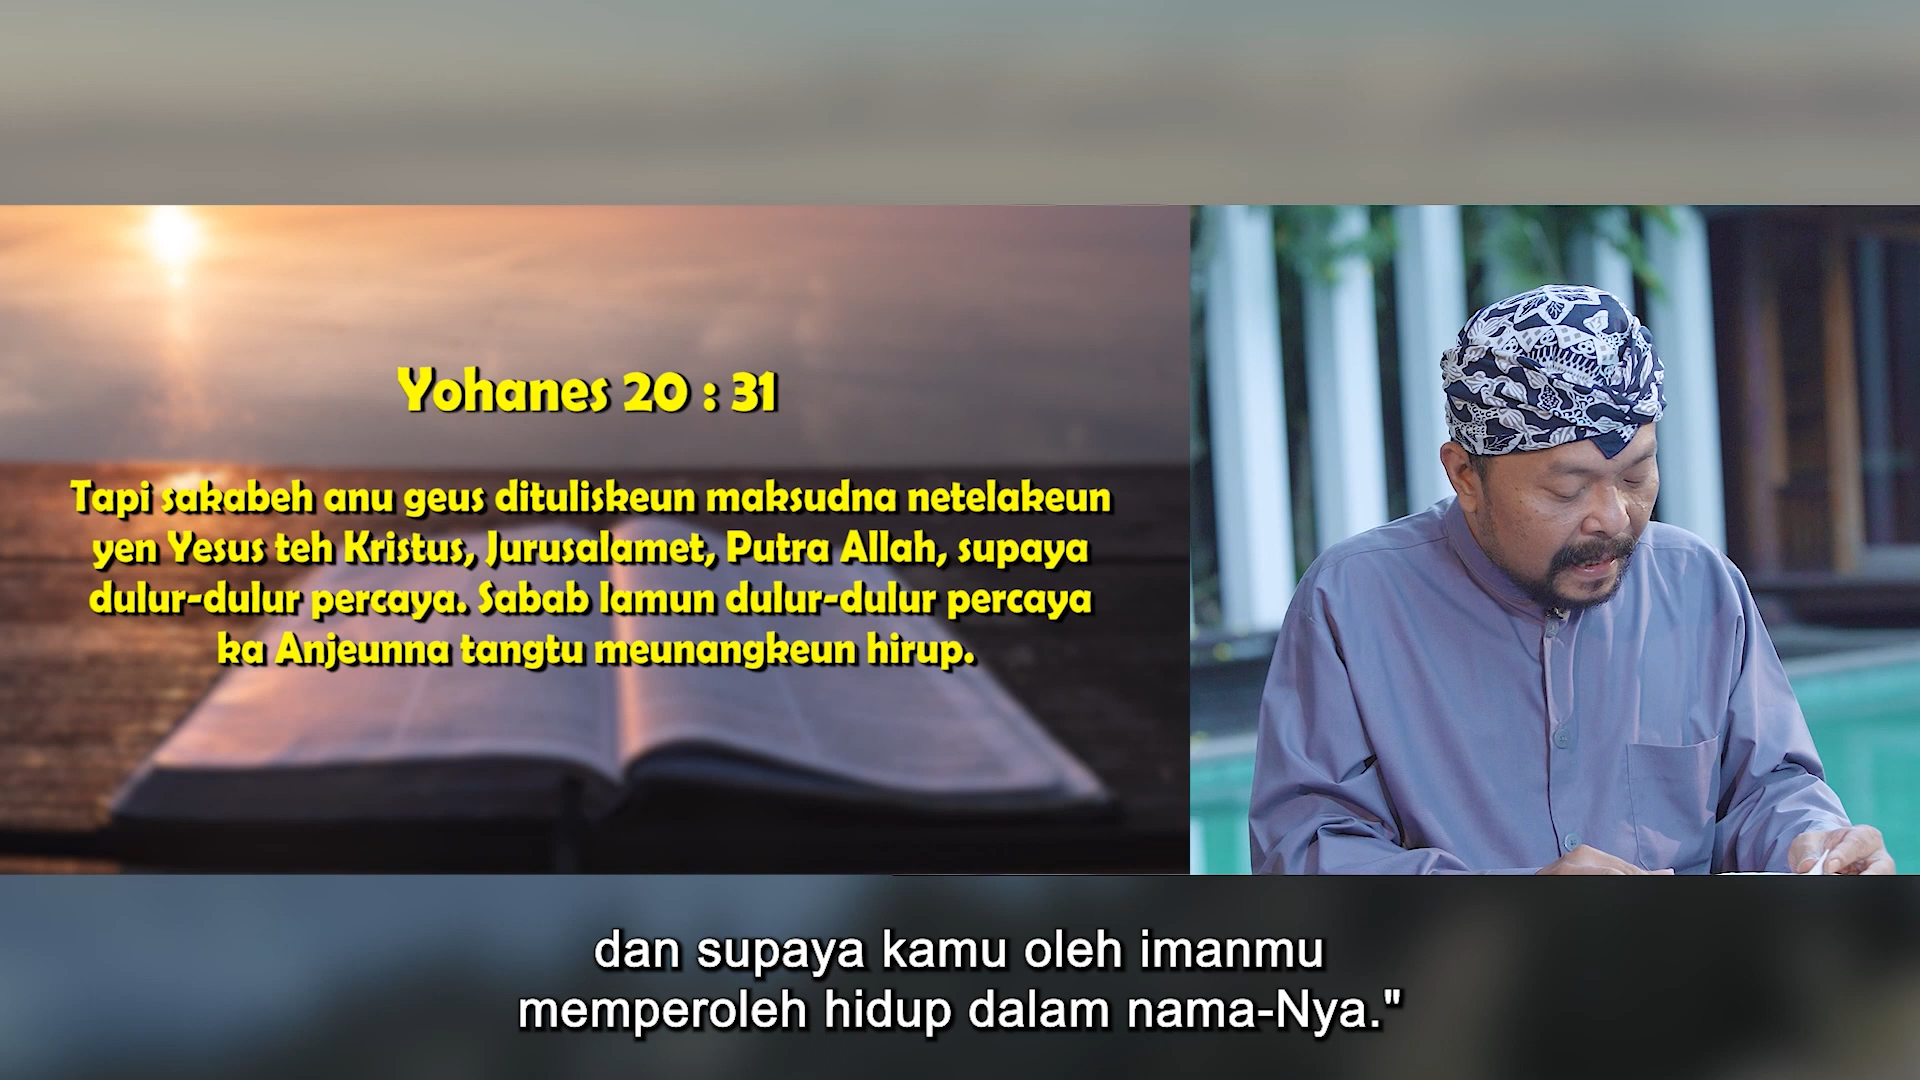 Yohanes 20 : 31
Tapi sakabeh anu geus dituliskeun maksudna netelakeun
yen Yesus teh Kristus, Jurusalamet, Putra Allah, supaya
dulur-dulur percaya. Sabab lamun dulur-dulur percaya
ka Anjeunna tangtu meunangkeun hirup.
dan supaya kamu oleh imanmu
memperoleh hidup dalam nama-Nya."